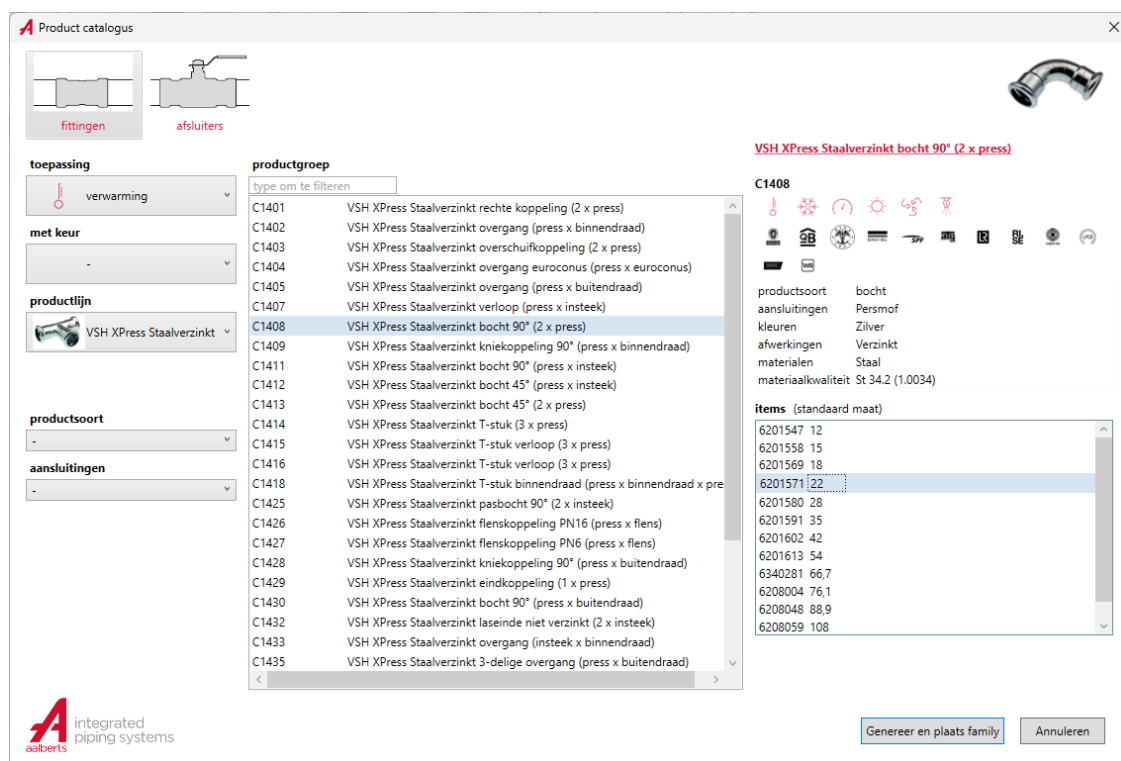 Product catalogus
fittingen
afsluiters
toepassing
verwarming
met keur
-
productlijn
VSH XPress Staalverzinkt
productsoort
-
aansluitingen
-
productgroep
type om te filteren
C1401 VSH XPress Staalverzinkt rechte koppeling (2 x press)
C1402 VSH XPress Staalverzinkt overgang (press x binnendraad)
C1403 VSH XPress Staalverzinkt overschuifkoppeling (2 x press)
C1404 VSH XPress Staalverzinkt overgang euroconus (press x euroconus)
C1405 VSH XPress Staalverzinkt overgang (press x buitendraad)
C1407 VSH XPress Staalverzinkt verloop (press x insteek)
C1408 VSH XPress Staalverzinkt bocht 90° (2 x press)
C1409 VSH XPress Staalverzinkt kniekoppeling 90° (press x binnendraad)
C1411 VSH XPress Staalverzinkt bocht 90° (press x insteek)
C1412 VSH XPress Staalverzinkt bocht 45° (press x insteek)
C1413 VSH XPress Staalverzinkt bocht 45° (2 x press)
C1414 VSH XPress Staalverzinkt T-stuk (3 x press)
C1415 VSH XPress Staalverzinkt T-stuk verloop (3 x press)
C1416 VSH XPress Staalverzinkt T-stuk verloop (3 x press)
C1418 VSH XPress Staalverzinkt T-stuk binnendraad (press x binnendraad x pre
C1425 VSH XPress Staalverzinkt pasbocht 90° (2 x insteek)
C1426 VSH XPress Staalverzinkt flenskoppeling PN16 (press x flens)
C1427 VSH XPress Staalverzinkt flenskoppeling PN6 (press x flens)
C1428 VSH XPress Staalverzinkt kniekoppeling 90° (press x buitendraad)
C1429 VSH XPress Staalverzinkt eindkoppeling (1 x press)
C1430 VSH XPress Staalverzinkt bocht 90° (press x buitendraad)
C1432 VSH XPress Staalverzinkt laseinde niet verzinkt (2 x insteek)
C1433 VSH XPress Staalverzinkt overgang (insteek x binnendraad)
C1435 VSH XPress Staalverzinkt 3-delige overgang (press x buitendraad)
VSH XPress Staalverzinkt bocht 90° (2 x press)
C1408
QB
SPF
atg
VdS
productsoort bocht
aansluitingen Persmof
kleuren Zilver
afwerkingen Verzinkt
materialen Staal
materiaalkwaliteit St 34.2 (1.0034)
items (standaard maat)
6201547 12
6201558 15
6201569 18
6201571 22
6201580 28
6201591 35
6201602 42
6201613 54
6340281 66,7
6208004 76,1
6208048 88,9
6208059 108
aalberts
integrated
piping systems
Genereer en plaats family
Annuleren